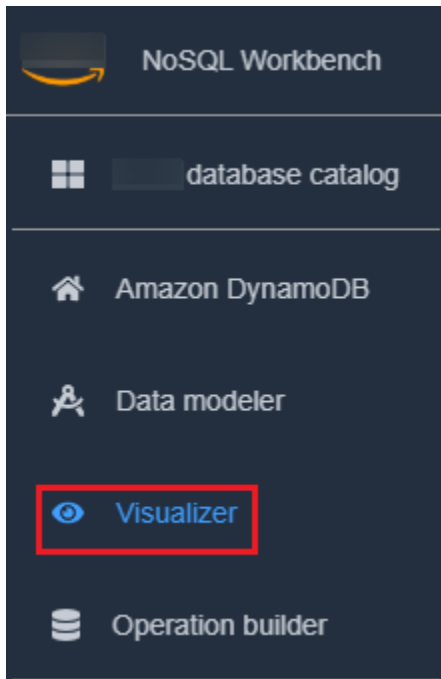 NoSQL Workbench
database catalog
Amazon DynamoDB
Data modeler
Visualizer
Operation builder